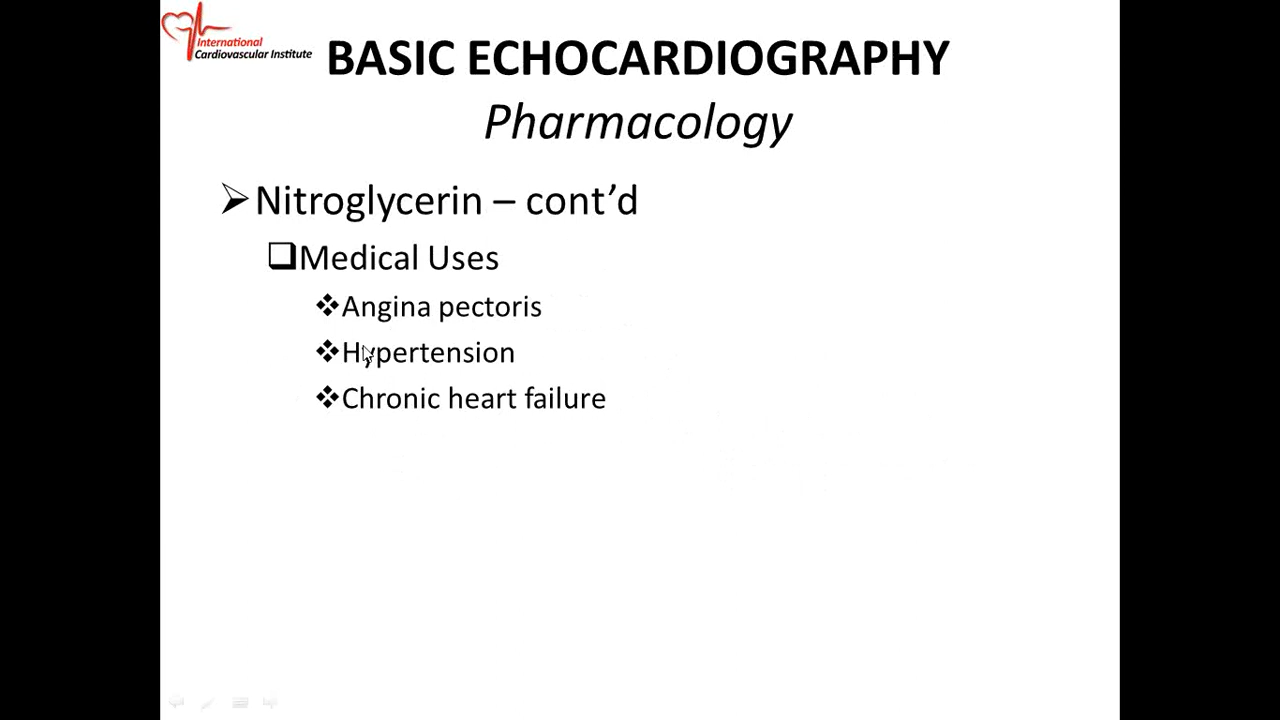 International
Cardiovascular Institute
BASIC ECHOCARDIOGRAPHY
Pharmacology
Nitroglycerin – cont’d
Medical Uses
Angina pectoris
Hypertension
Chronic heart failure